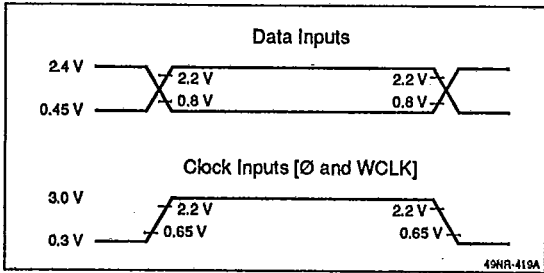 Data Inputs
2.4 V
2.2 V
2.2 V
0.8 V
0.8 V
0.45 V
Clock Inputs [Ø and WCLK]
3.0 V
2.2 V
2.2 V
0.65 V
0.65 V
0.3 V
49NR-419A